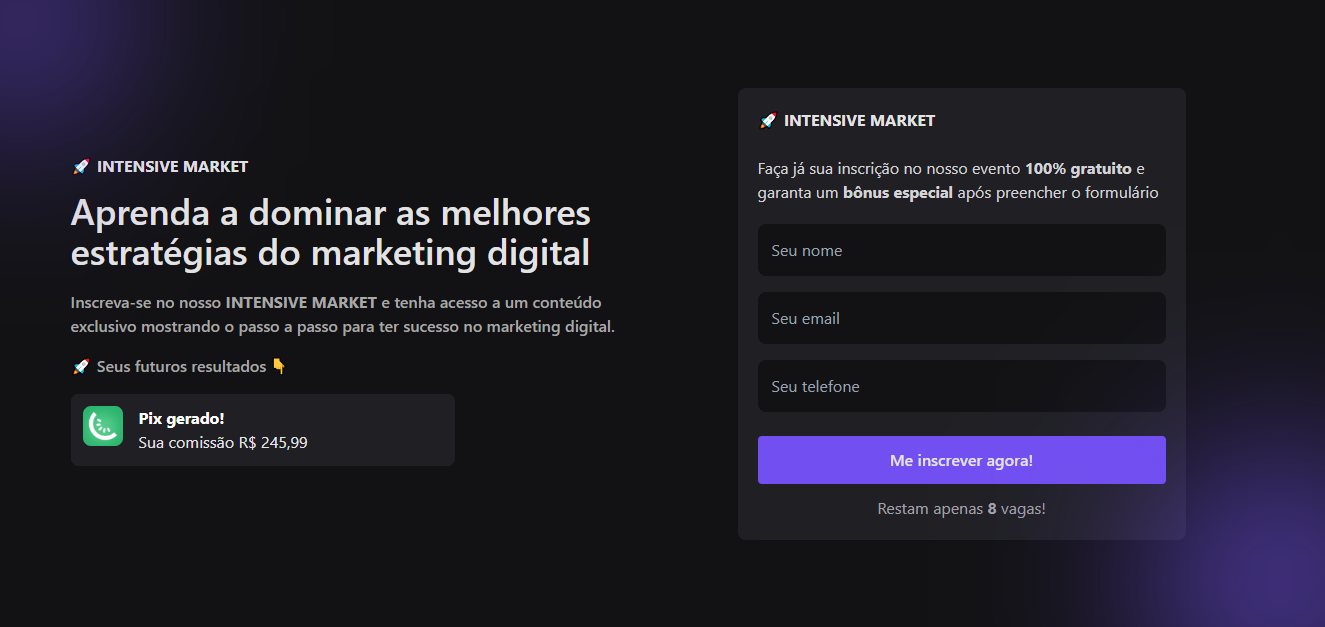 🚀 INTENSIVE MARKET
Aprenda a dominar as melhores
estratégias do marketing digital
Inscreva-se no nosso INTENSIVE MARKET e tenha acesso a um conteúdo
exclusivo mostrando o passo a passo para ter sucesso no marketing digital.
🚀 Seus futuros resultados 👇
Pix gerado!
Sua comissão R$ 245,99
🚀 INTENSIVE MARKET
Faça já sua inscrição no nosso evento 100% gratuito e
garanta um bônus especial após preencher o formulário
Seu nome
Seu email
Seu telefone
Me inscrever agora!
Restam apenas 8 vagas!